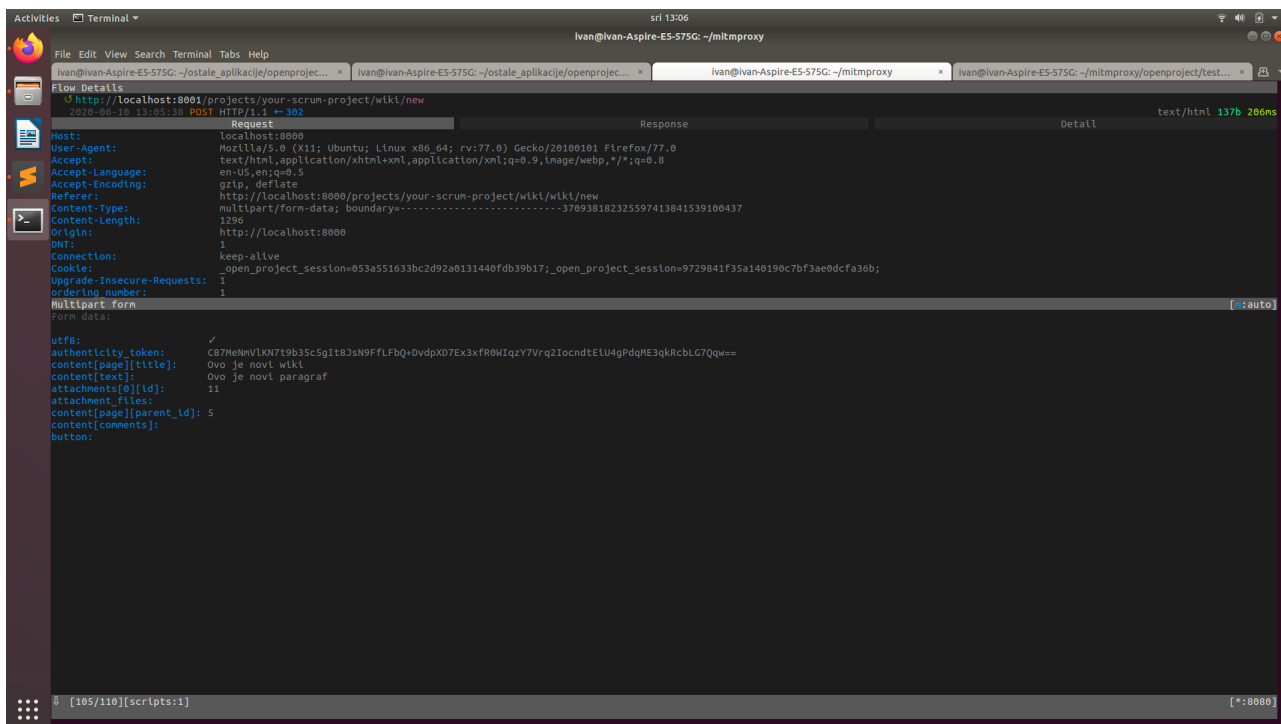 Activities Terminal sri 13:06
ivan@ivan-Aspire-E5-575G: ~/mitmproxy
File Edit View Search Terminal Tabs Help
ivan@ivan-Aspire-E5-575G: ~/ostale_aplikacije/openprojec... × ivan@ivan-Aspire-E5-575G: ~/ostale_aplikacije/openprojec... × ivan@ivan-Aspire-E5-575G: ~/mitmproxy × ivan@ivan-Aspire-E5-575G: ~/mitmproxy/openproject/test... ×
Flow Details
http://localhost:8001/projects/your-scrum-project/wiki/new
2020-06-10 13:05:38 POST HTTP/1.1 ← 302 text/html 137b 206ms
Request Response Detail
Host: localhost:8000
User-Agent: Mozilla/5.0 (X11; Ubuntu; Linux x86_64; rv:77.0) Gecko/20100101 Firefox/77.0
Accept: text/html,application/xhtml+xml,application/xml;q=0.9,image/webp,*/*;q=0.8
Accept-Language: en-US,en;q=0.5
Accept-Encoding: gzip, deflate
Referer: http://localhost:8000/projects/your-scrum-project/wiki/wiki/new
Content-Type: multipart/form-data; boundary=---------------------------370938182325597413841539100437
Content-Length: 1296
Origin: http://localhost:8000
DNT: 1
Connection: keep-alive
Cookie: _open_project_session=053a551633bc2d92a0131440fdb39b17;_open_project_session=9729841f35a140190c7bf3ae0dcfa36b;
Upgrade-Insecure-Requests: 1
ordering_number: 1
Multipart form [m:auto]
Form data:
utf8: ✓
authenticity_token: C87MeNmVlKN7t9b35c5gIt8JsN9FfLFbQ+DvdpXD7Ex3xfR0WIqzY7Vrq2IocndtEiU4gPdqME3qkRcbLG7Qqw==
content[page][title]: Ovo je novi wiki
content[text]: Ovo je novi paragraf
attachments[0][id]: 11
attachment_files:
content[page][parent_id]: 5
content[comments]:
button:
⇩ [105/110][scripts:1] [*:8080]